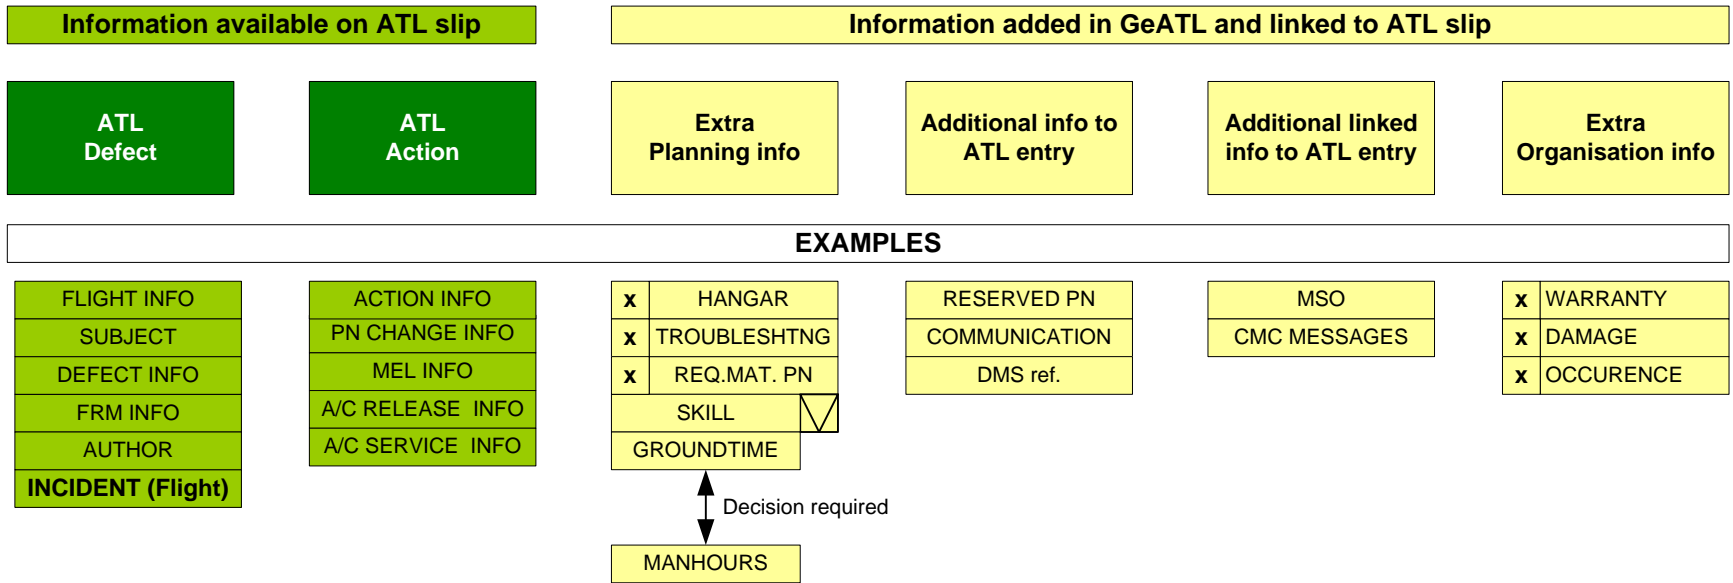 Information available on ATL slip
Information added in GeATL and linked to ATL slip
ATL
Defect
ATL
Action
Extra
Planning info
Additional info to
ATL entry
Additional linked
info to ATL entry
Extra
Organisation info
EXAMPLES
FLIGHT INFO
SUBJECT
DEFECT INFO
FRM INFO
AUTHOR
INCIDENT (Flight)
ACTION INFO
PN CHANGE INFO
MEL INFO
A/C RELEASE INFO
A/C SERVICE INFO
x HANGAR
x TROUBLESHTNG
x REQ.MAT. PN
SKILL
GROUNDTIME
Decision required
MANHOURS
RESERVED PN
COMMUNICATION
DMS ref.
MSO
CMC MESSAGES
x WARRANTY
x DAMAGE
x OCCURENCE